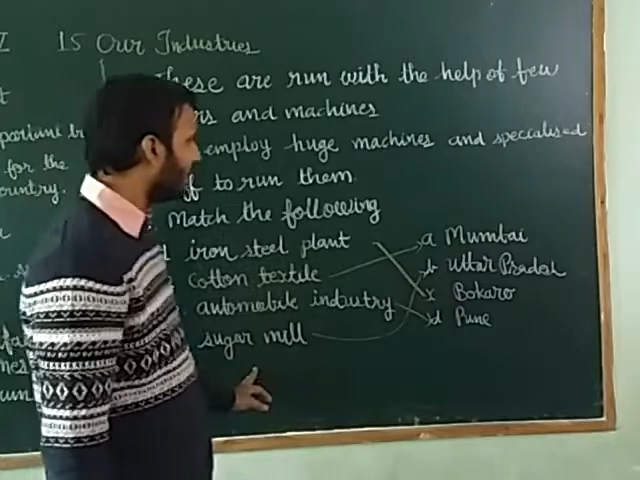 15 Our Industries
These are run with the help of few
and machines
portant
employ huge machines and specialised
for the
to run them
country.
Match the following
iron steel plant
a Mumbai
cotton textile
b Uttar Pradesh
automobile industry
c Bokaro
sugar mill
d Pune